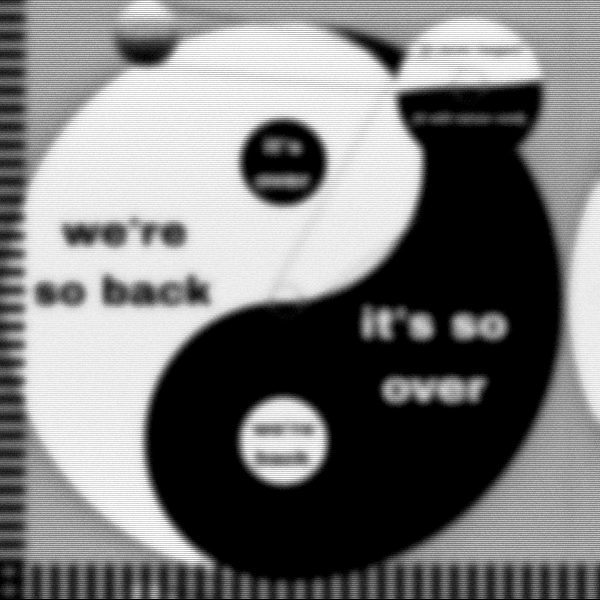 it's
over
we're
so back
it's so
over
we're
back